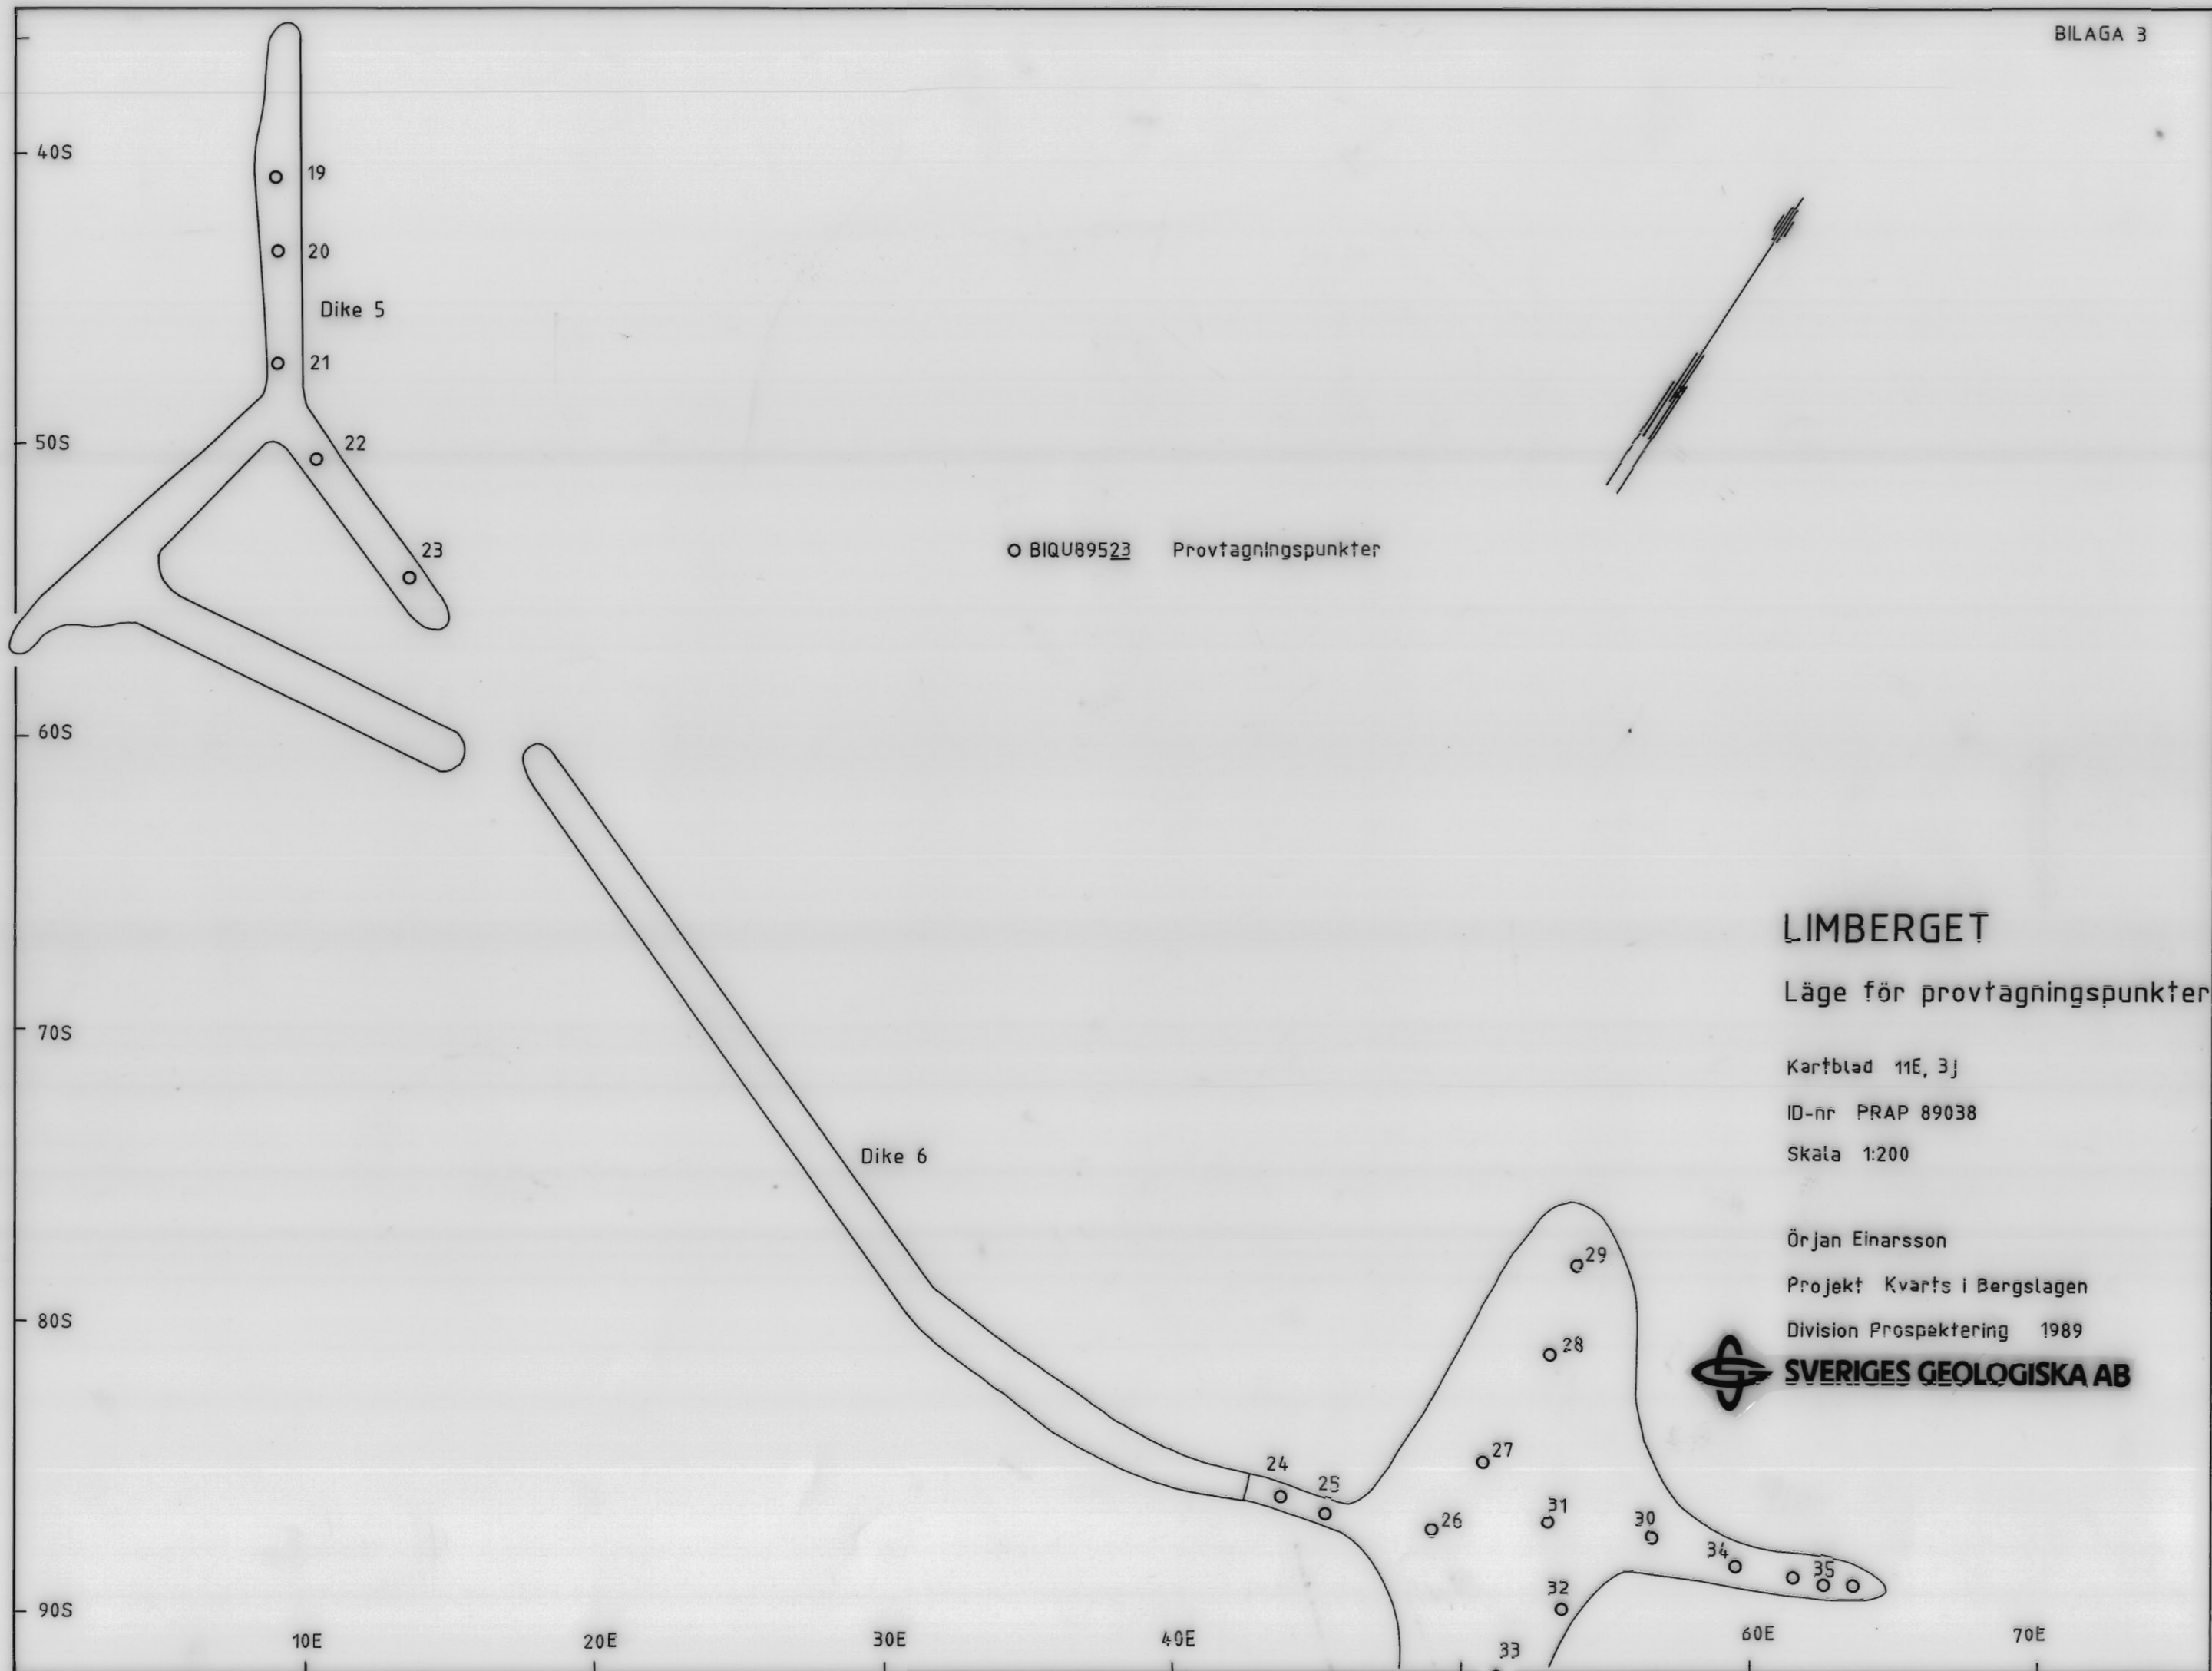 BILAGA 3
40S
19
20
Dike 5
21
50S
22
23
BIQU89523 Provtagningspunkter
60S
LIMBERGET
Läge för provtagningspunkter
70S
Kartblad 11E, 3j
ID-nr PRAP 89038
Skala 1:200
Dike 6
Örjan Einarsson
Projekt Kvarts i Bergslagen
Division Prospektering 1989
SVERIGES GEOLOGISKA AB
29
80S
28
27
24
25
26
31
30
34
35
32
90S
10E
20E
30E
40E
60E
70E
33